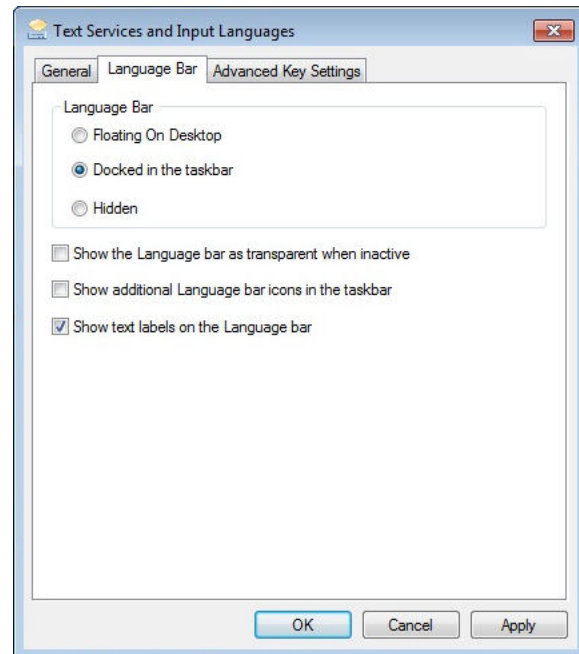 Text Services and Input Languages
General Language Bar Advanced Key Settings
Language Bar
Floating On Desktop
Docked in the taskbar
Hidden
Show the Language bar as transparent when inactive
Show additional Language bar icons in the taskbar
Show text labels on the Language bar
OK Cancel Apply